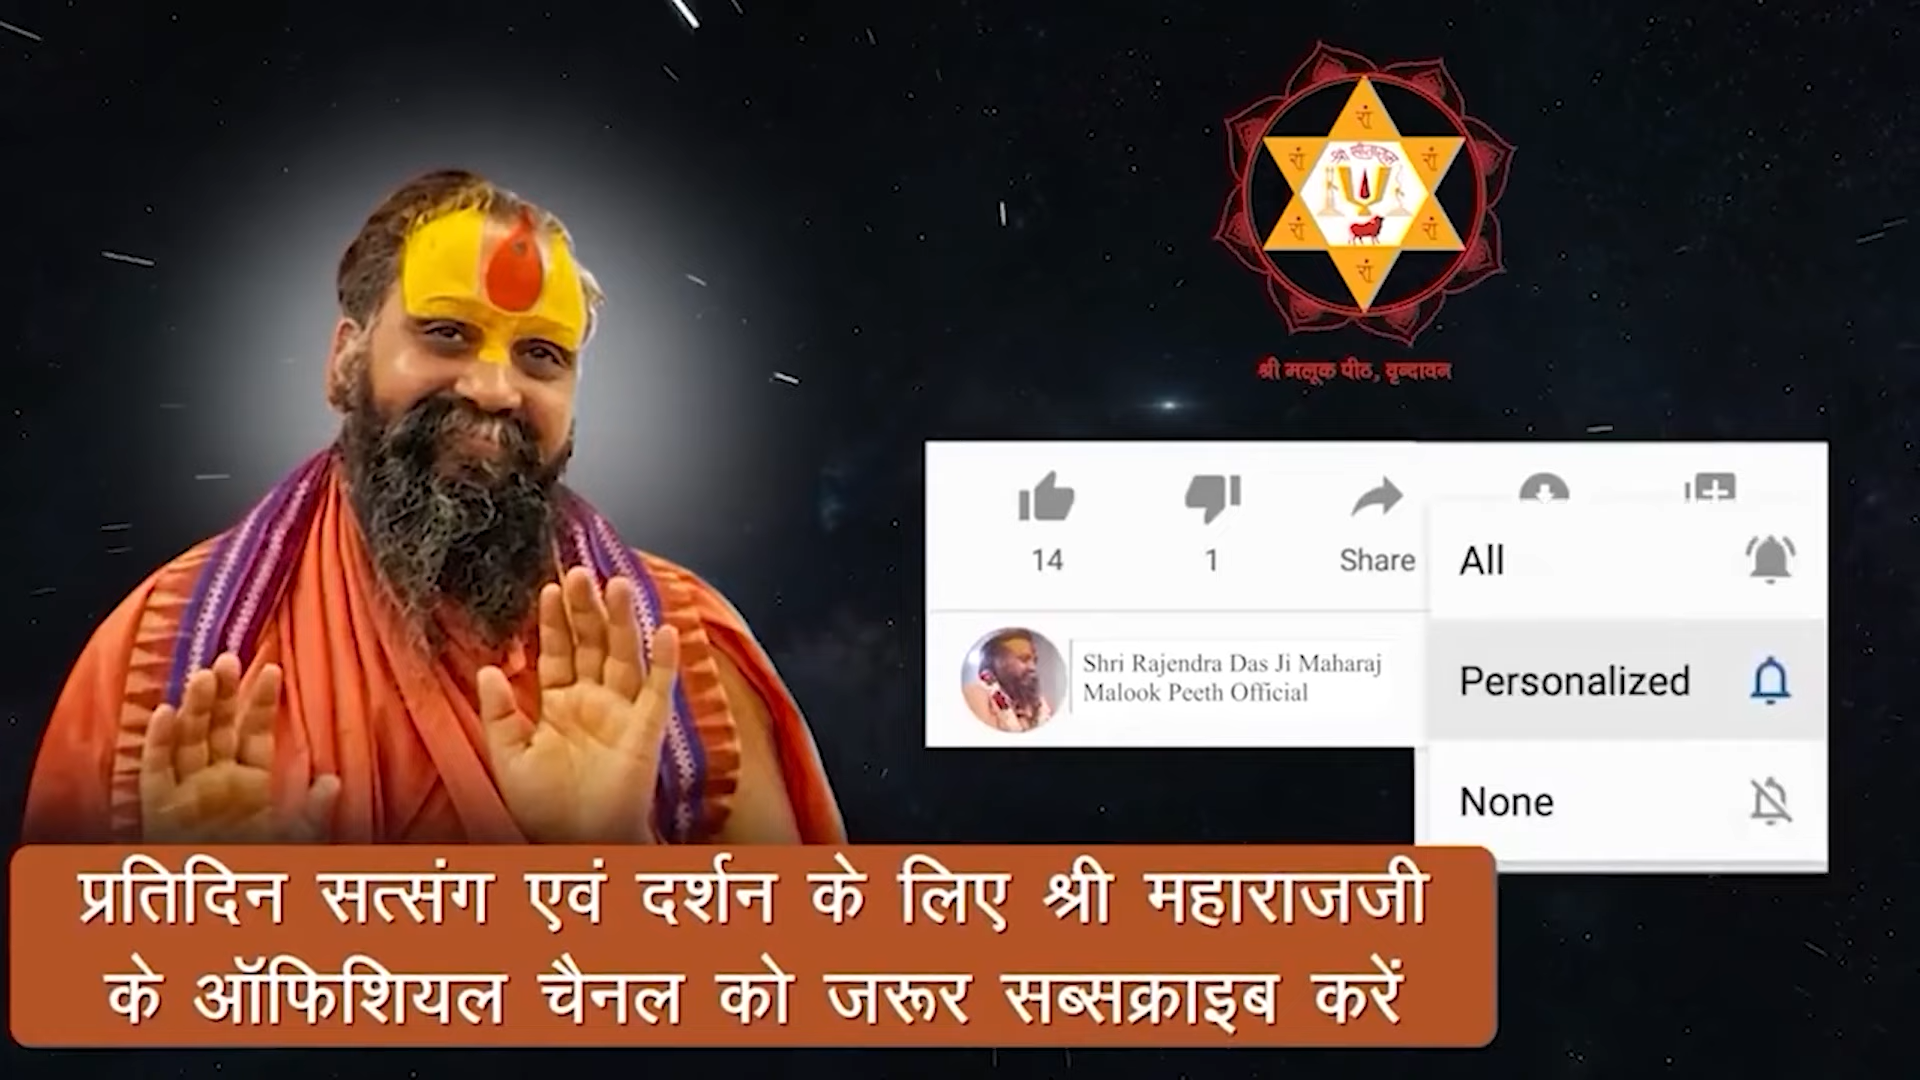 रां
रां
रां
श्री सीताराम
रां
रां
रां
श्री मलूक पीठ, वृन्दावन
14
1
Share
All
Shri Rajendra Das Ji Maharaj
Malook Peeth Official
Personalized
None
प्रतिदिन सत्संग एवं दर्शन के लिए श्री महाराजजी
के ऑफिशियल चैनल को जरूर सब्सक्राइब करें